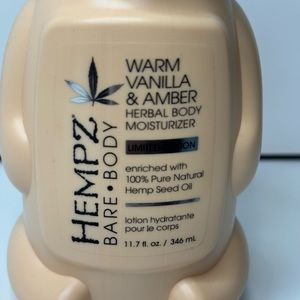 HEMPZ
BARE • BODY
WARM
VANILLA
& AMBER
HERBAL BODY
MOISTURIZER
LIMITED EDITION
enriched with
100% Pure Natural
Hemp Seed Oil
lotion hydratante
pour le corps
11.7 fl. oz. / 346 mL